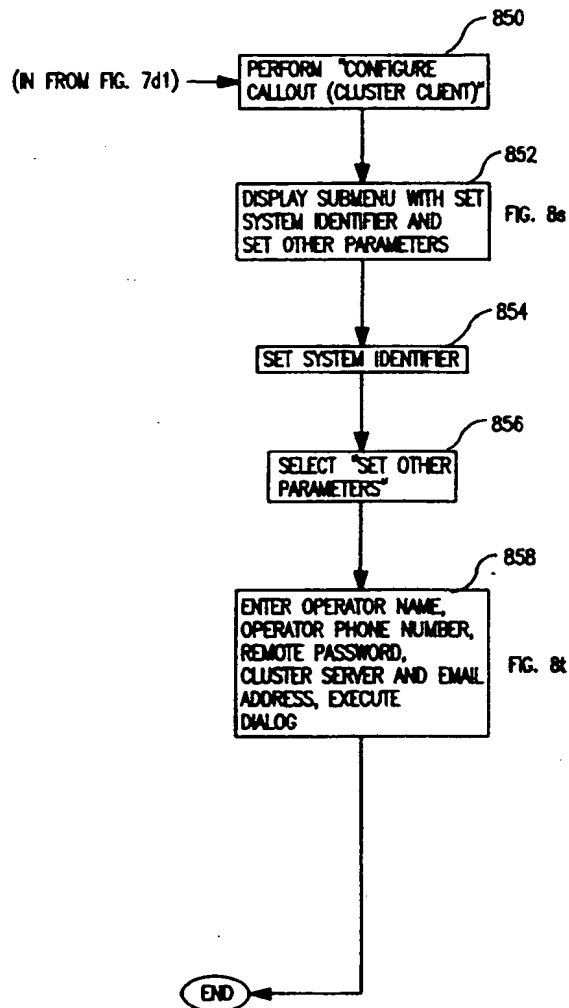 850
(IN FROM FIG. 7d1)
PERFORM "CONFIGURE
CALLOUT (CLUSTER CLIENT)"
852
DISPLAY SUBMENU WITH SET
SYSTEM IDENTIFIER AND
SET OTHER PARAMETERS
FIG. 8s
854
SET SYSTEM IDENTIFIER
856
SELECT "SET OTHER
PARAMETERS"
858
ENTER OPERATOR NAME,
OPERATOR PHONE NUMBER,
REMOTE PASSWORD,
CLUSTER SERVER AND EMAIL
ADDRESS, EXECUTE
DIALOG
FIG. 8t
END